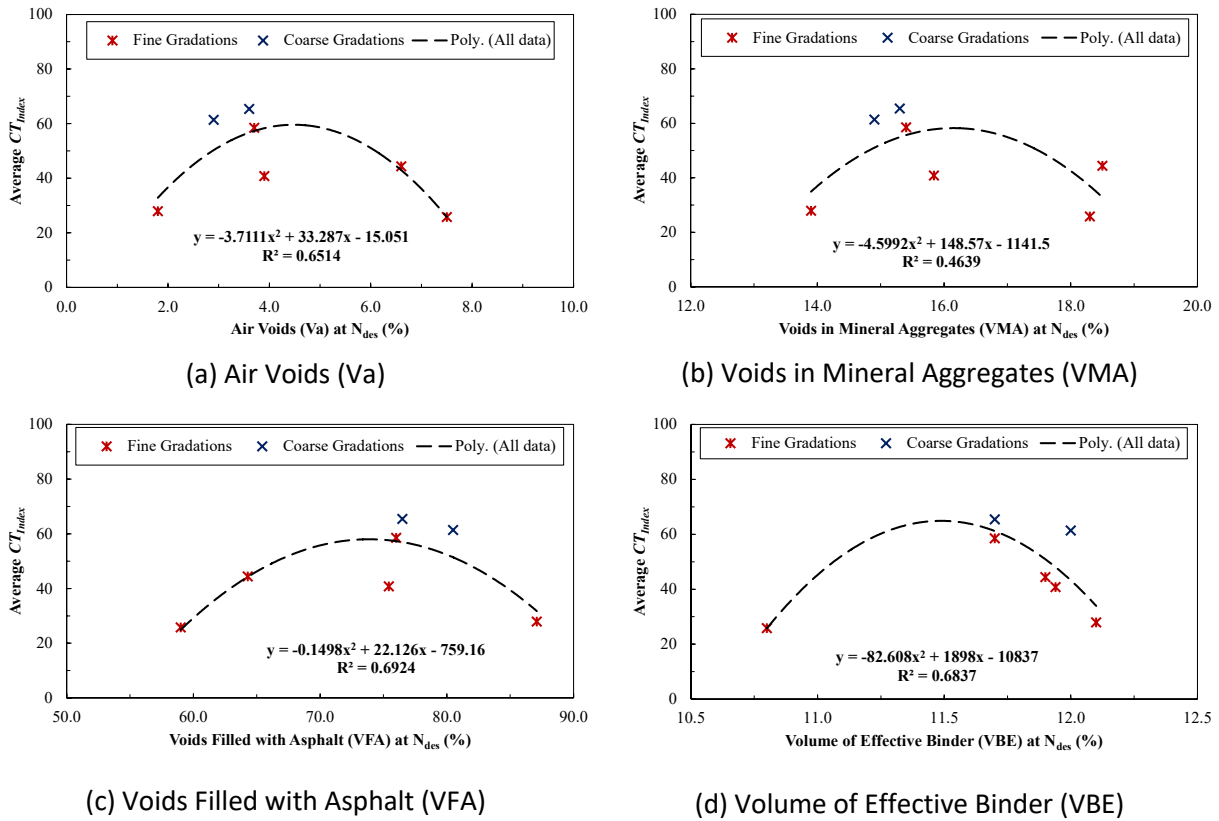 100
80
60
40
20
0
Average CT_Index
Fine Gradations Coarse Gradations Poly. (All data)
y = -3.7111x² + 33.287x - 15.051
R² = 0.6514
0.0 2.0 4.0 6.0 8.0 10.0
Air Voids (Va) at N_des (%)
(a) Air Voids (Va)
100
80
60
40
20
0
Average CT_Index
Fine Gradations Coarse Gradations Poly. (All data)
y = -4.5992x² + 148.57x - 1141.5
R² = 0.4639
12.0 14.0 16.0 18.0 20.0
Voids in Mineral Aggregates (VMA) at N_des (%)
(b) Voids in Mineral Aggregates (VMA)
100
80
60
40
20
0
Average CT_Index
Fine Gradations Coarse Gradations Poly. (All data)
y = -0.1498x² + 22.126x - 759.16
R² = 0.6924
50.0 60.0 70.0 80.0 90.0
Voids Filled with Asphalt (VFA) at N_des (%)
(c) Voids Filled with Asphalt (VFA)
100
80
60
40
20
0
Average CT_Index
Fine Gradations Coarse Gradations Poly. (All data)
y = -82.608x² + 1898x - 10837
R² = 0.6837
10.5 11.0 11.5 12.0 12.5
Volume of Effective Binder (VBE) at N_des (%)
(d) Volume of Effective Binder (VBE)